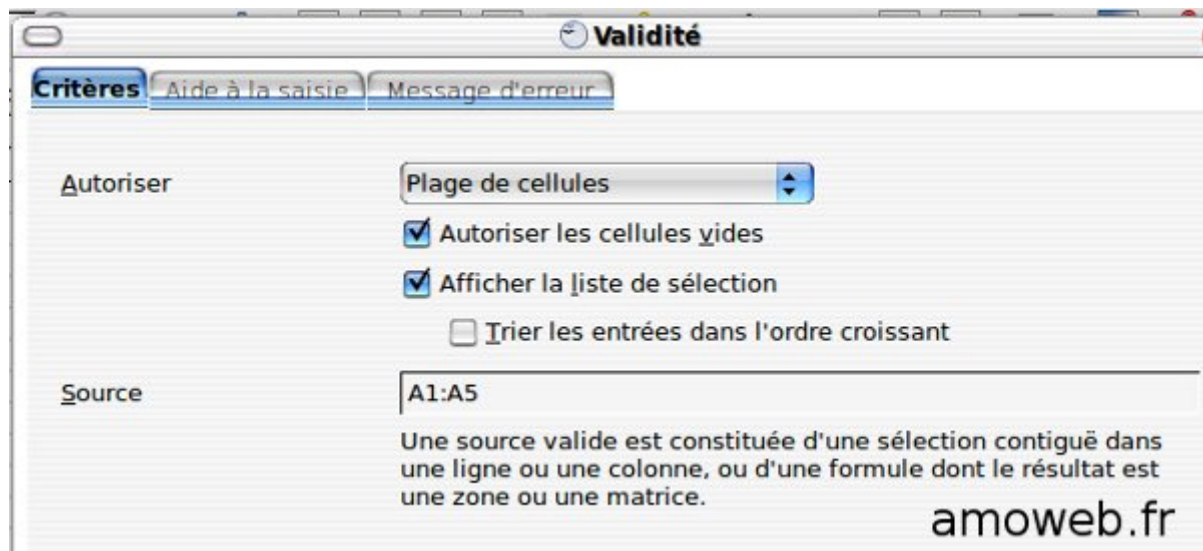 Validité
Critères Aide à la saisie Message d'erreur
Autoriser Plage de cellules
Autoriser les cellules vides
Afficher la liste de sélection
Trier les entrées dans l'ordre croissant
Source A1:A5
Une source valide est constituée d'une sélection contiguë dans
une ligne ou une colonne, ou d'une formule dont le résultat est
une zone ou une matrice.
amoweb.fr